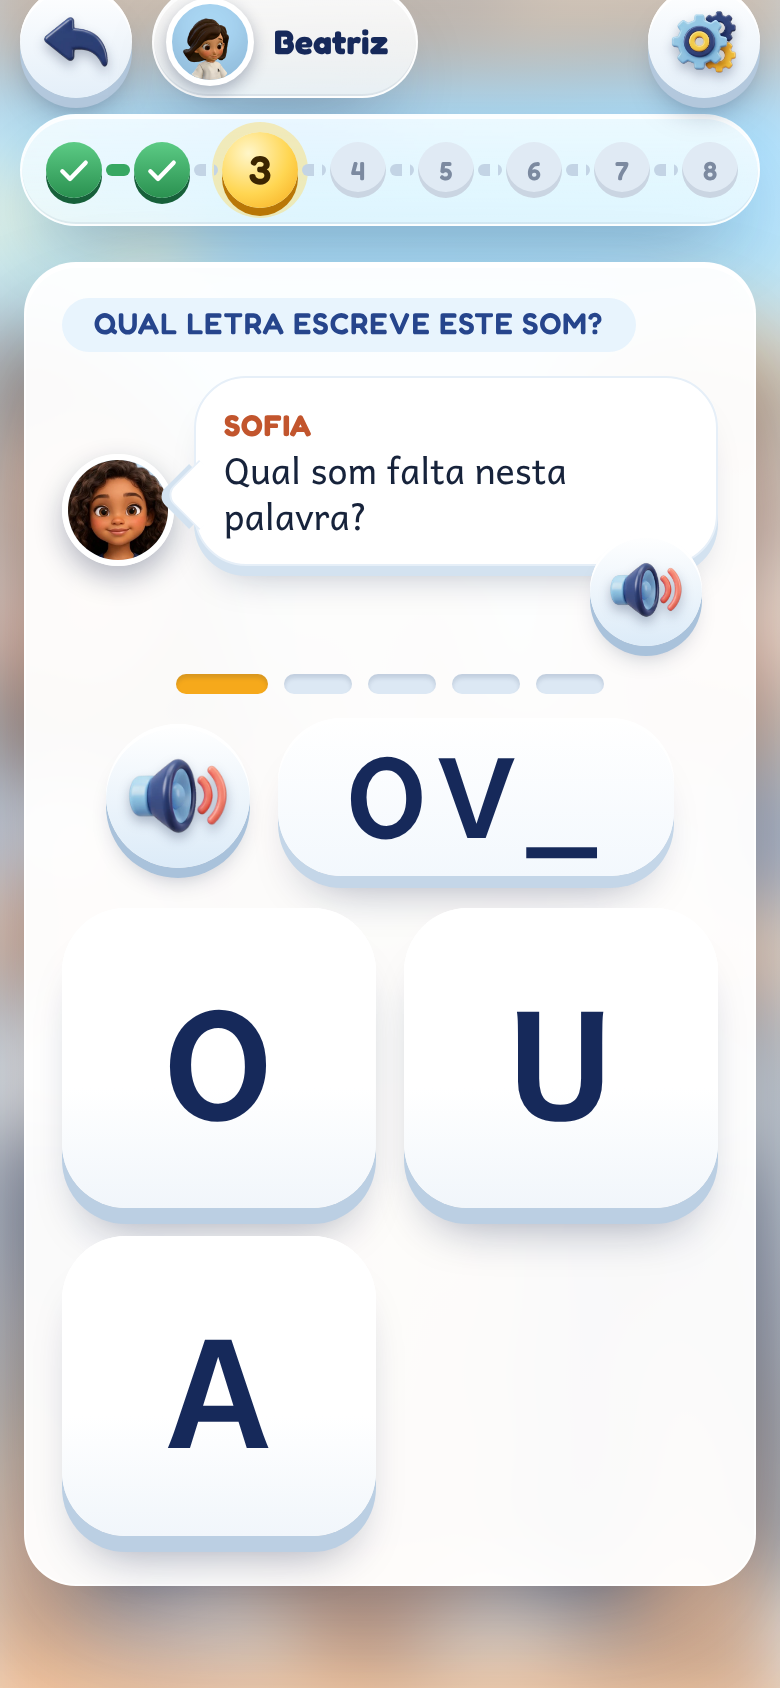 Beatriz
3 4 5 6 7 8
QUAL LETRA ESCREVE ESTE SOM?
SOFIA
Qual som falta nesta
palavra?
OV_
O U
A